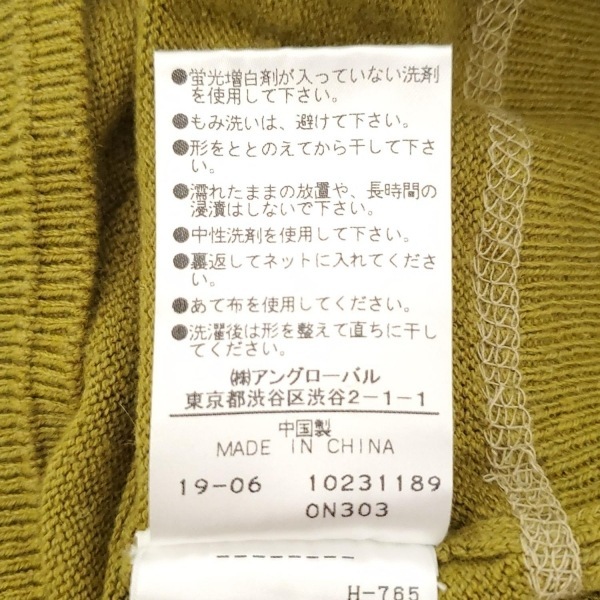 ●蛍光増白剤が入っていない洗剤
を使用して下さい。
●もみ洗いは、避けて下さい。
●形をととのえてから干して下さ
い。
●濡れたままの放置や、長時間の
浸漬はしないで下さい。
●中性洗剤を使用して下さい。
●裏返してネットに入れてくださ
い。
●あて布を使用してください。
●洗濯後は形を整えて直ちに干し
てください。
㈱アングローバル
東京都渋谷区渋谷2-1-1
中国製
MADE IN CHINA
19-06 10231189
0N303
--------
H-765